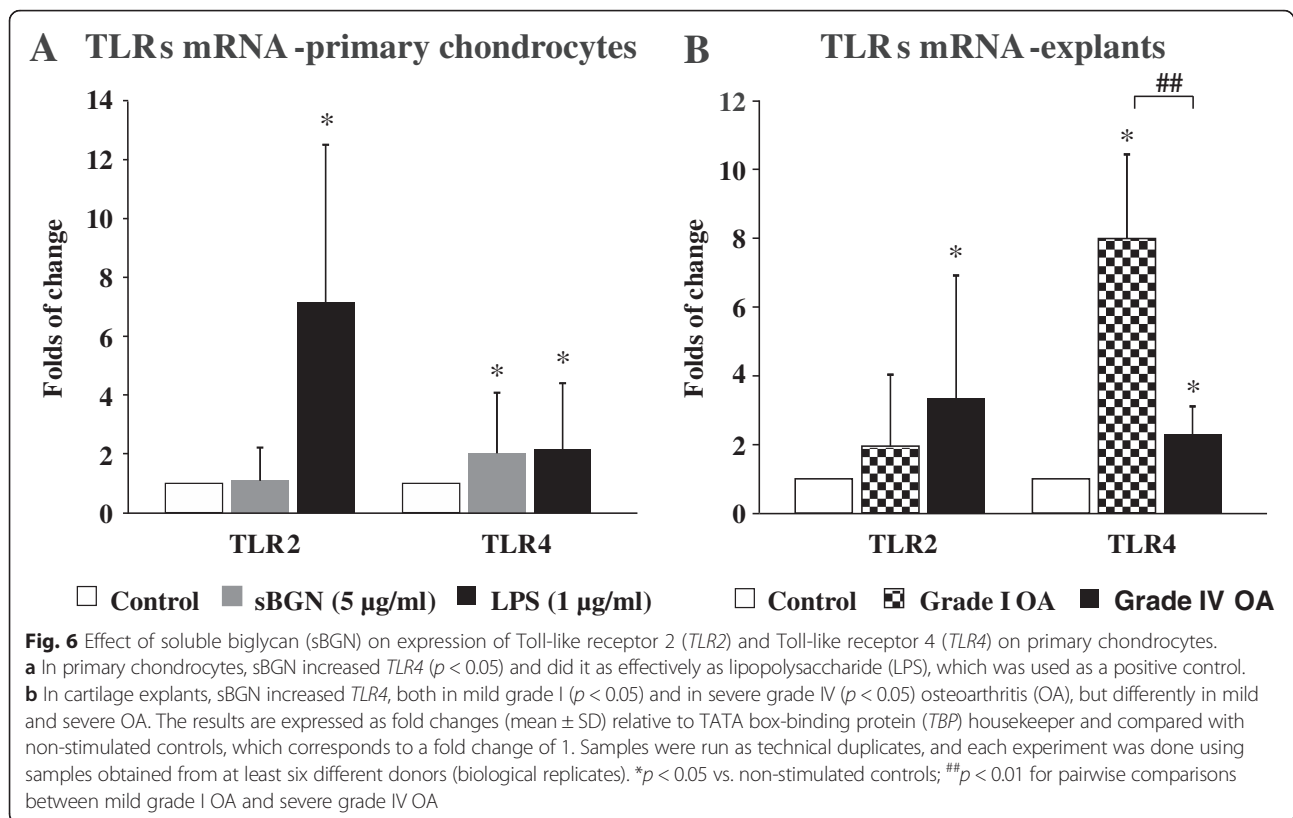 A TLRs mRNA -primary chondrocytes
14
12
10
8
6
4
2
0
Folds of change
*
*
*
TLR2
TLR4
Control sBGN (5 µg/ml) LPS (1 µg/ml)
B TLRs mRNA -explants
12
10
8
6
4
2
0
Folds of change
*
*
##
*
TLR2
TLR4
Control Grade I OA Grade IV OA
Fig. 6 Effect of soluble biglycan (sBGN) on expression of Toll-like receptor 2 (TLR2) and Toll-like receptor 4 (TLR4) on primary chondrocytes.
a In primary chondrocytes, sBGN increased TLR4 (p < 0.05) and did it as effectively as lipopolysaccharide (LPS), which was used as a positive control.
b In cartilage explants, sBGN increased TLR4, both in mild grade I (p < 0.05) and in severe grade IV (p < 0.05) osteoarthritis (OA), but differently in mild
and severe OA. The results are expressed as fold changes (mean ± SD) relative to TATA box-binding protein (TBP) housekeeper and compared with
non-stimulated controls, which corresponds to a fold change of 1. Samples were run as technical duplicates, and each experiment was done using
samples obtained from at least six different donors (biological replicates). *p < 0.05 vs. non-stimulated controls; ##p < 0.01 for pairwise comparisons
between mild grade I OA and severe grade IV OA